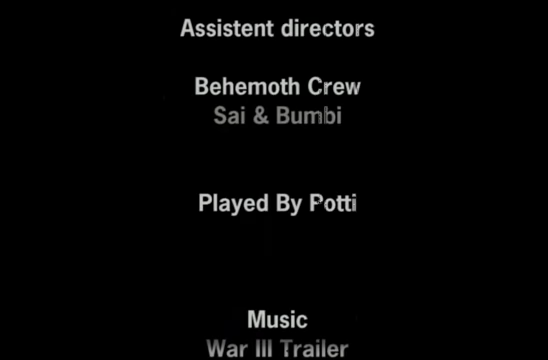 Assistent directors
Behemoth Crew
Sai & Bumbi
Played By Potti
Music
War III Trailer